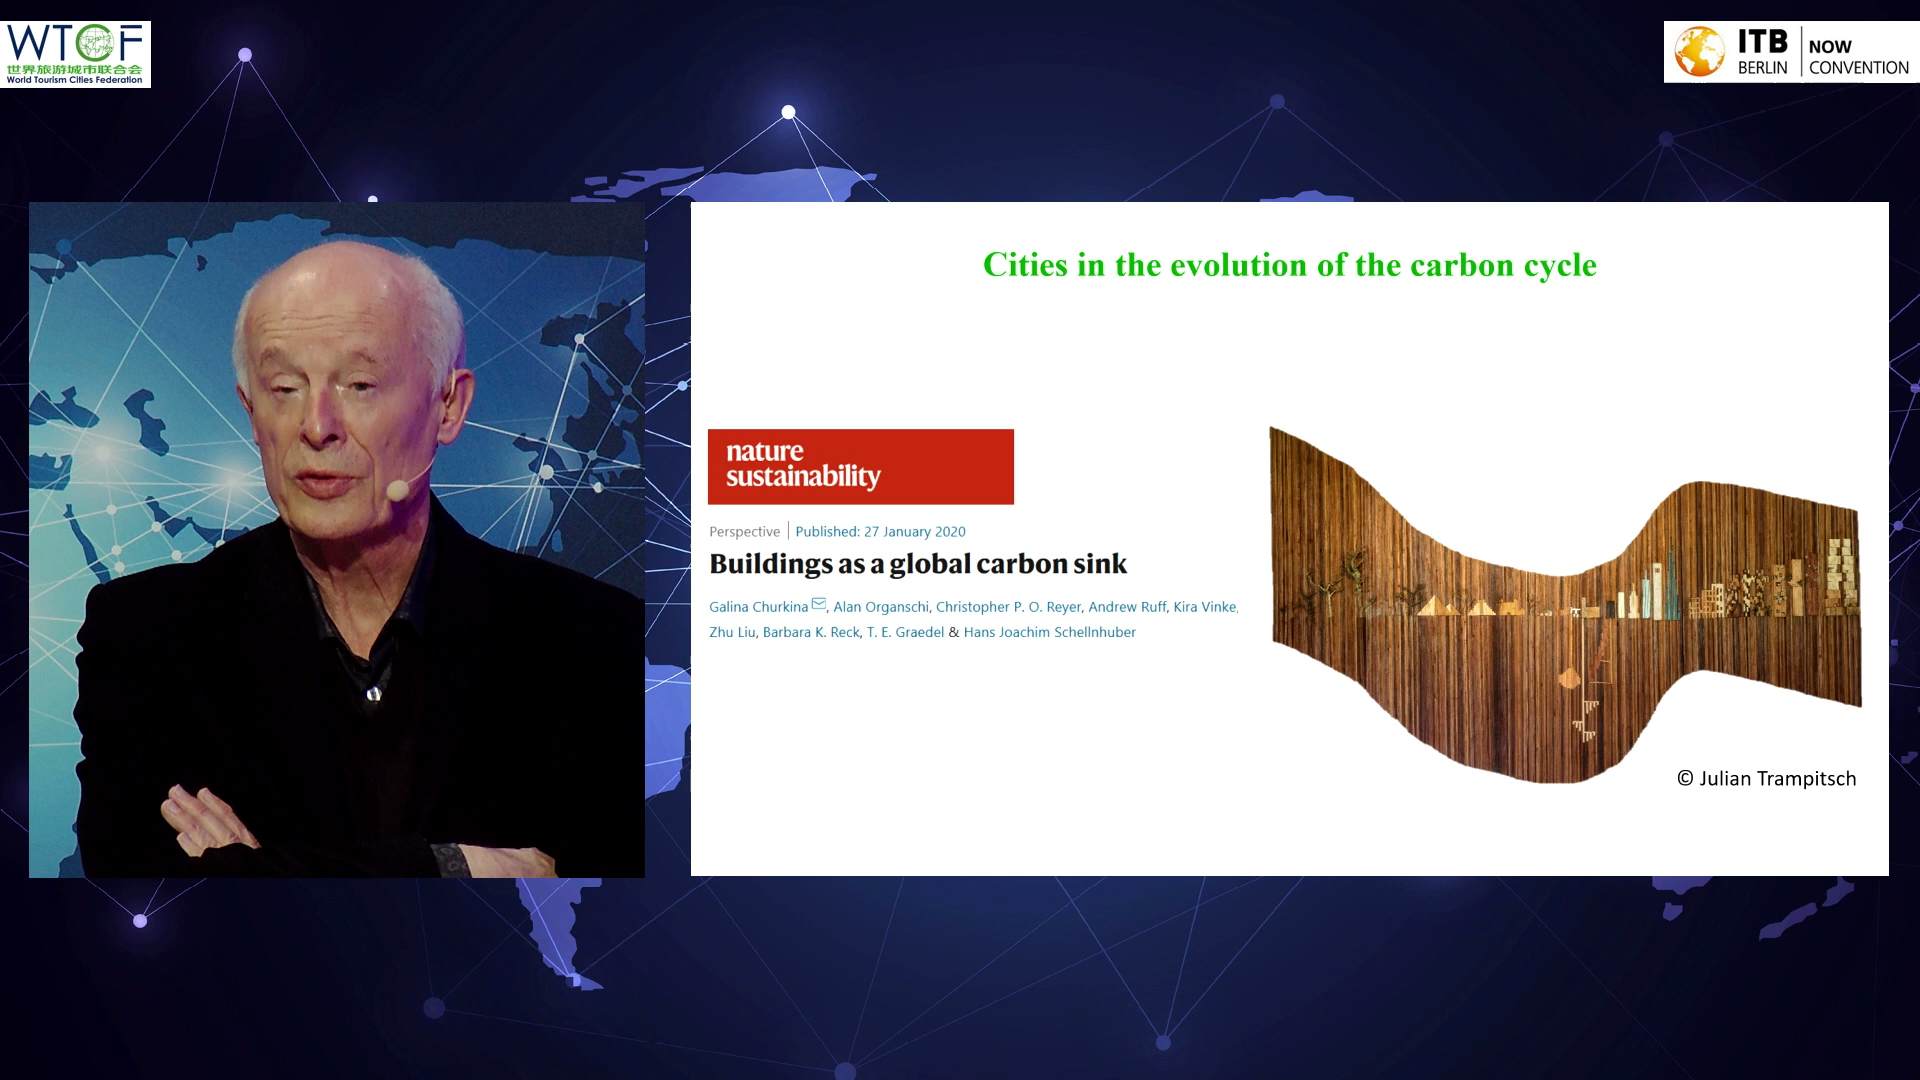 WTCF
世界旅游城市联合会
World Tourism Cities Federation
ITB
BERLIN
NOW
CONVENTION
Cities in the evolution of the carbon cycle
nature
sustainability
Perspective | Published: 27 January 2020
Buildings as a global carbon sink
Galina Churkina, Alan Organschi, Christopher P. O. Reyer, Andrew Ruff, Kira Vinke,
Zhu Liu, Barbara K. Reck, T. E. Graedel & Hans Joachim Schellnhuber
© Julian Trampitsch